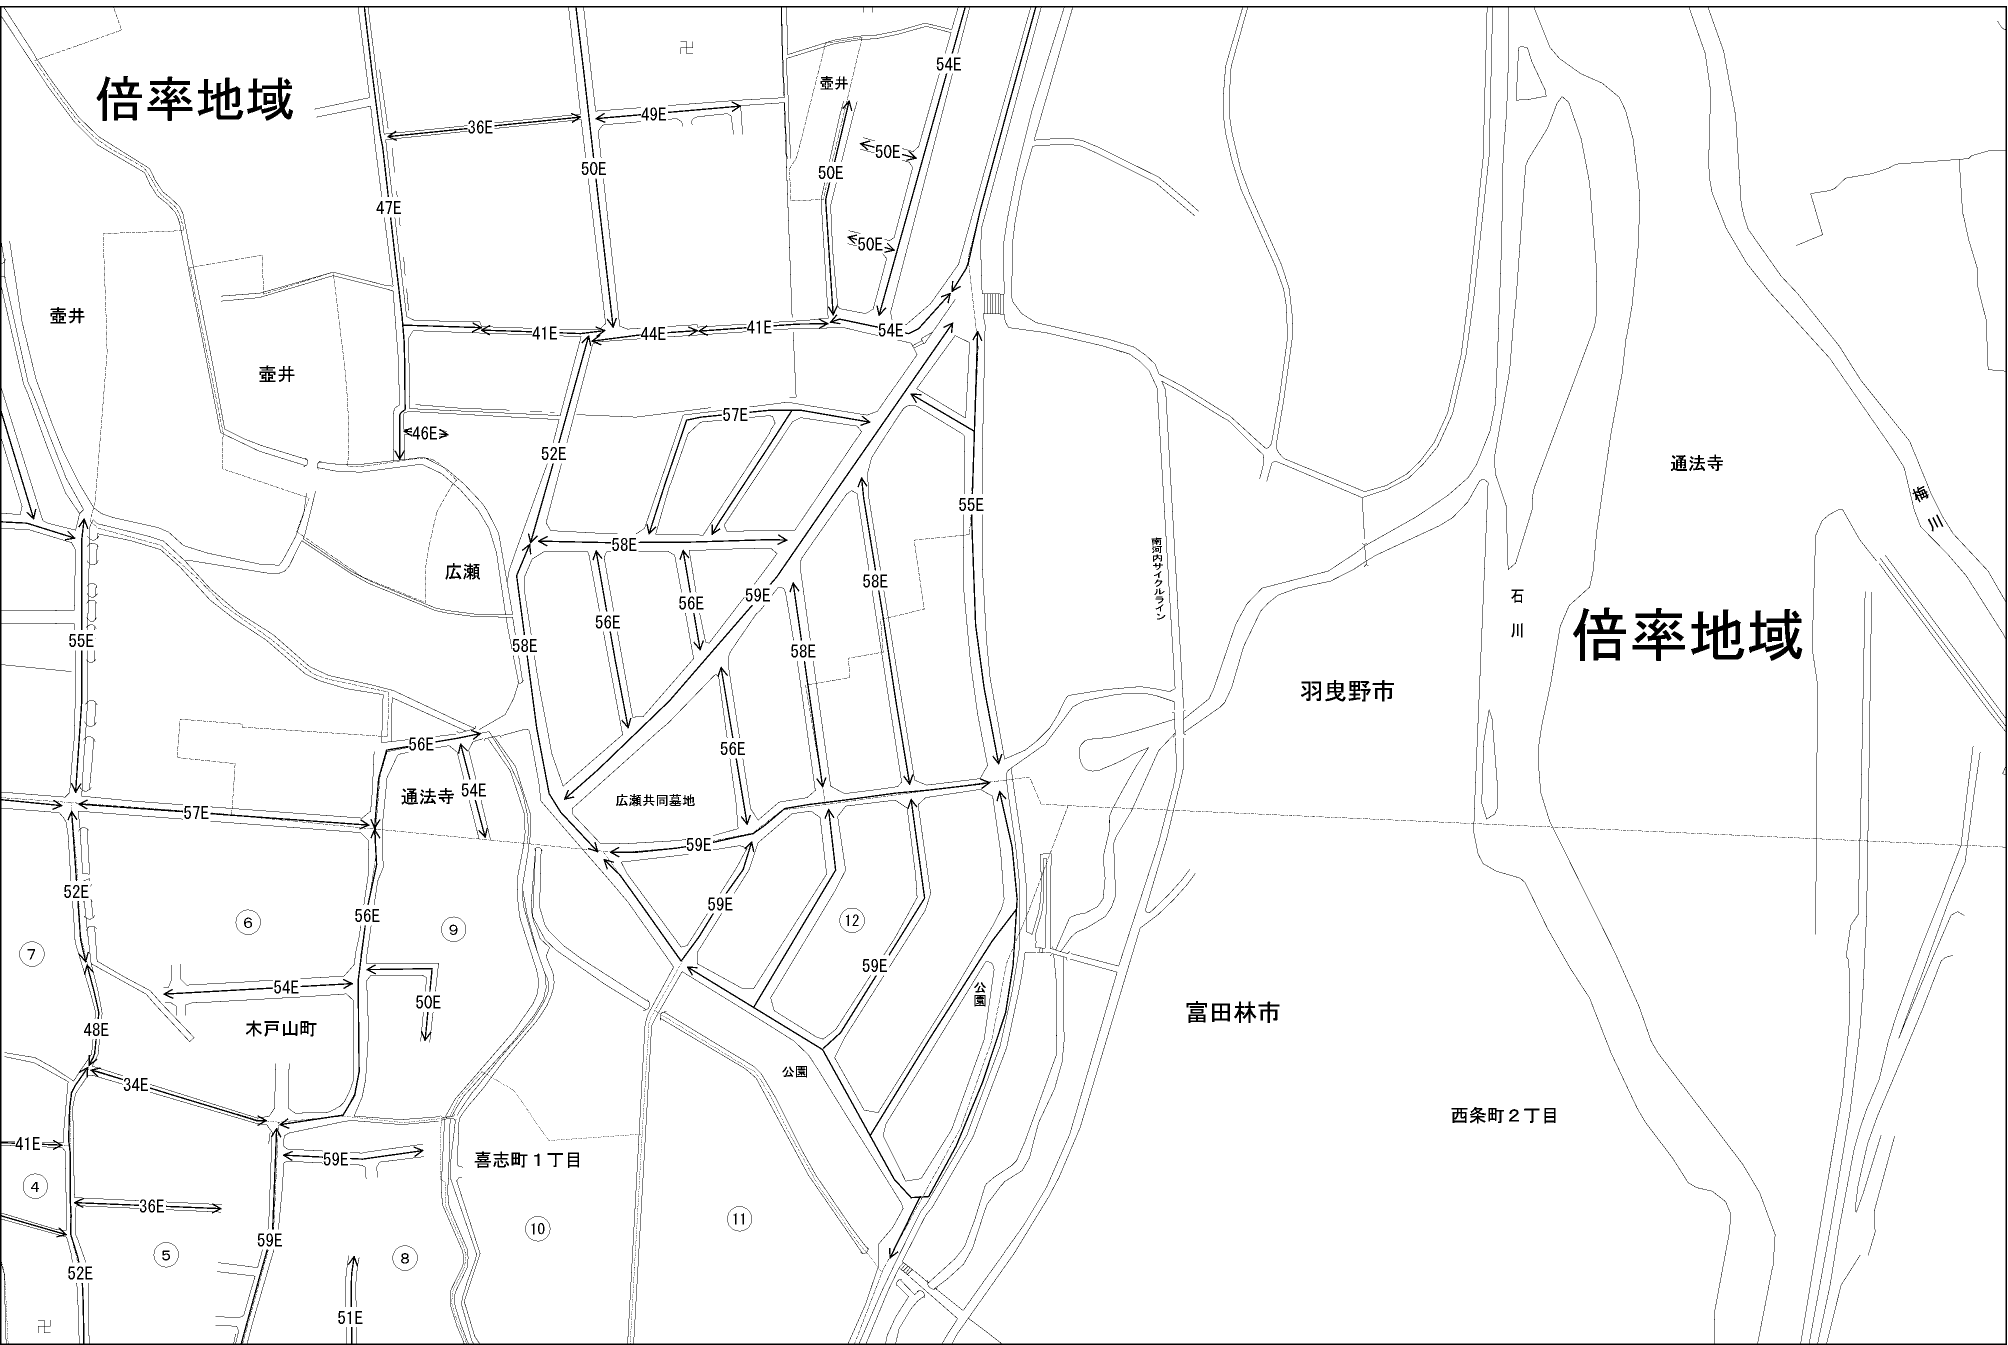 卍
54E
壺井
倍率地域
49E
36E
50E
50E
50E
47E
50E
壺井
41E
44E
41E
54E
壺井
57E
46E
52E
通法寺
梅川
55E
58E
広瀬
58E
南河内サイクルライン
石川
59E
56E
56E
倍率地域
55E
58E
58E
羽曳野市
56E
56E
54E
通法寺
広瀬共同墓地
57E
59E
52E
59E
56E
⑥
⑨
⑫
⑦
59E
54E
公園
50E
富田林市
48E
木戸山町
公園
34E
西条町2丁目
41E
59E
喜志町1丁目
④
36E
⑪
⑩
59E
⑤
⑧
52E
51E
卍